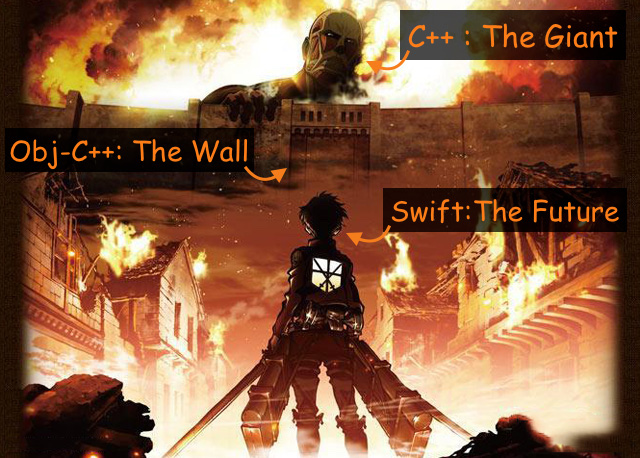 C++ : The Giant
Obj-C++: The Wall
Swift:The Future